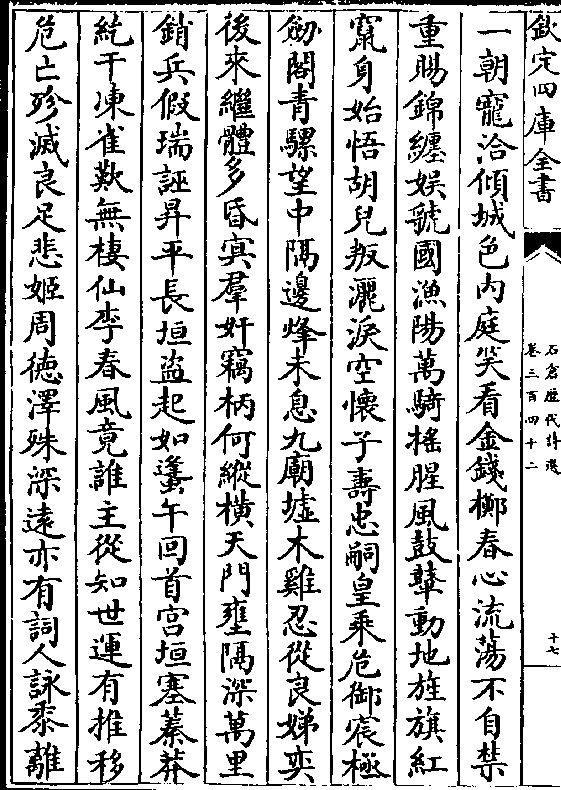 欽定四庫全書
石倉歷代詩選
卷三百四十二
十七
一朝寵洽傾城色内庭笑看金錢擲春心流蕩不自禁
重賜錦纏娱虢國漁陽萬騎揺腥風鼓鼙動地旌旗紅
竄身始悟胡兒叛灑淚空懷子壽忠嗣皇乘危御宸極
劒閣青騾望中隔邊烽未息九廟墟木雞忍從良娣奕
後來繼體多昏㝠羣奸竊柄何縱横天門壅隔深萬里
銷兵假瑞誣昇平長垣盗起如蠭午回首宫垣塞蓁莽
紇干凍雀歎無棲仙李春風竟誰主從知世運有推移
危亡殄滅良足悲姬周徳澤殊深遠亦有詞人詠黍離